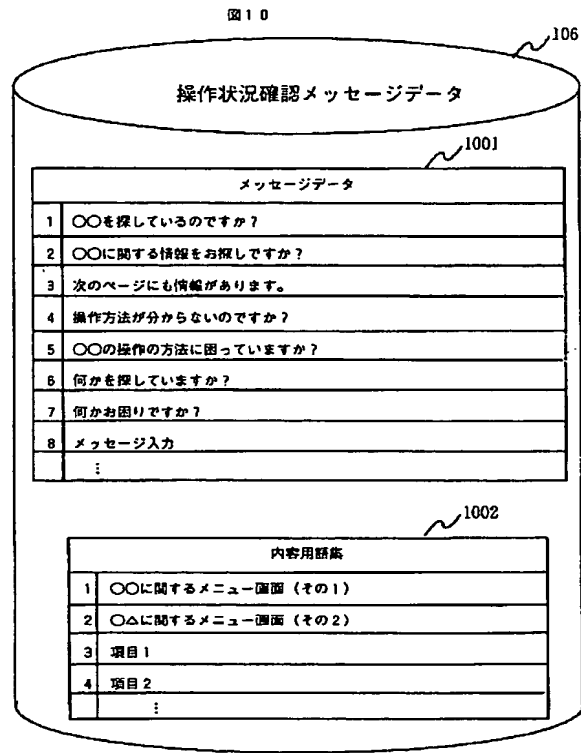 図10
106
操作状況確認メッセージデータ
1001
メッセージデータ
1 〇〇を探しているのですか？
2 〇〇に関する情報をお探しですか？
3 次のページにも情報があります。
4 操作方法が分からないのですか？
5 〇〇の操作の方法に困っていますか？
6 何かを探していますか？
7 何かお困りですか？
8 メッセージ入力
⋮
1002
内容用語集
1 〇〇に関するメニュー画面（その1）
2 〇△に関するメニュー画面（その2）
3 項目1
4 項目2
⋮